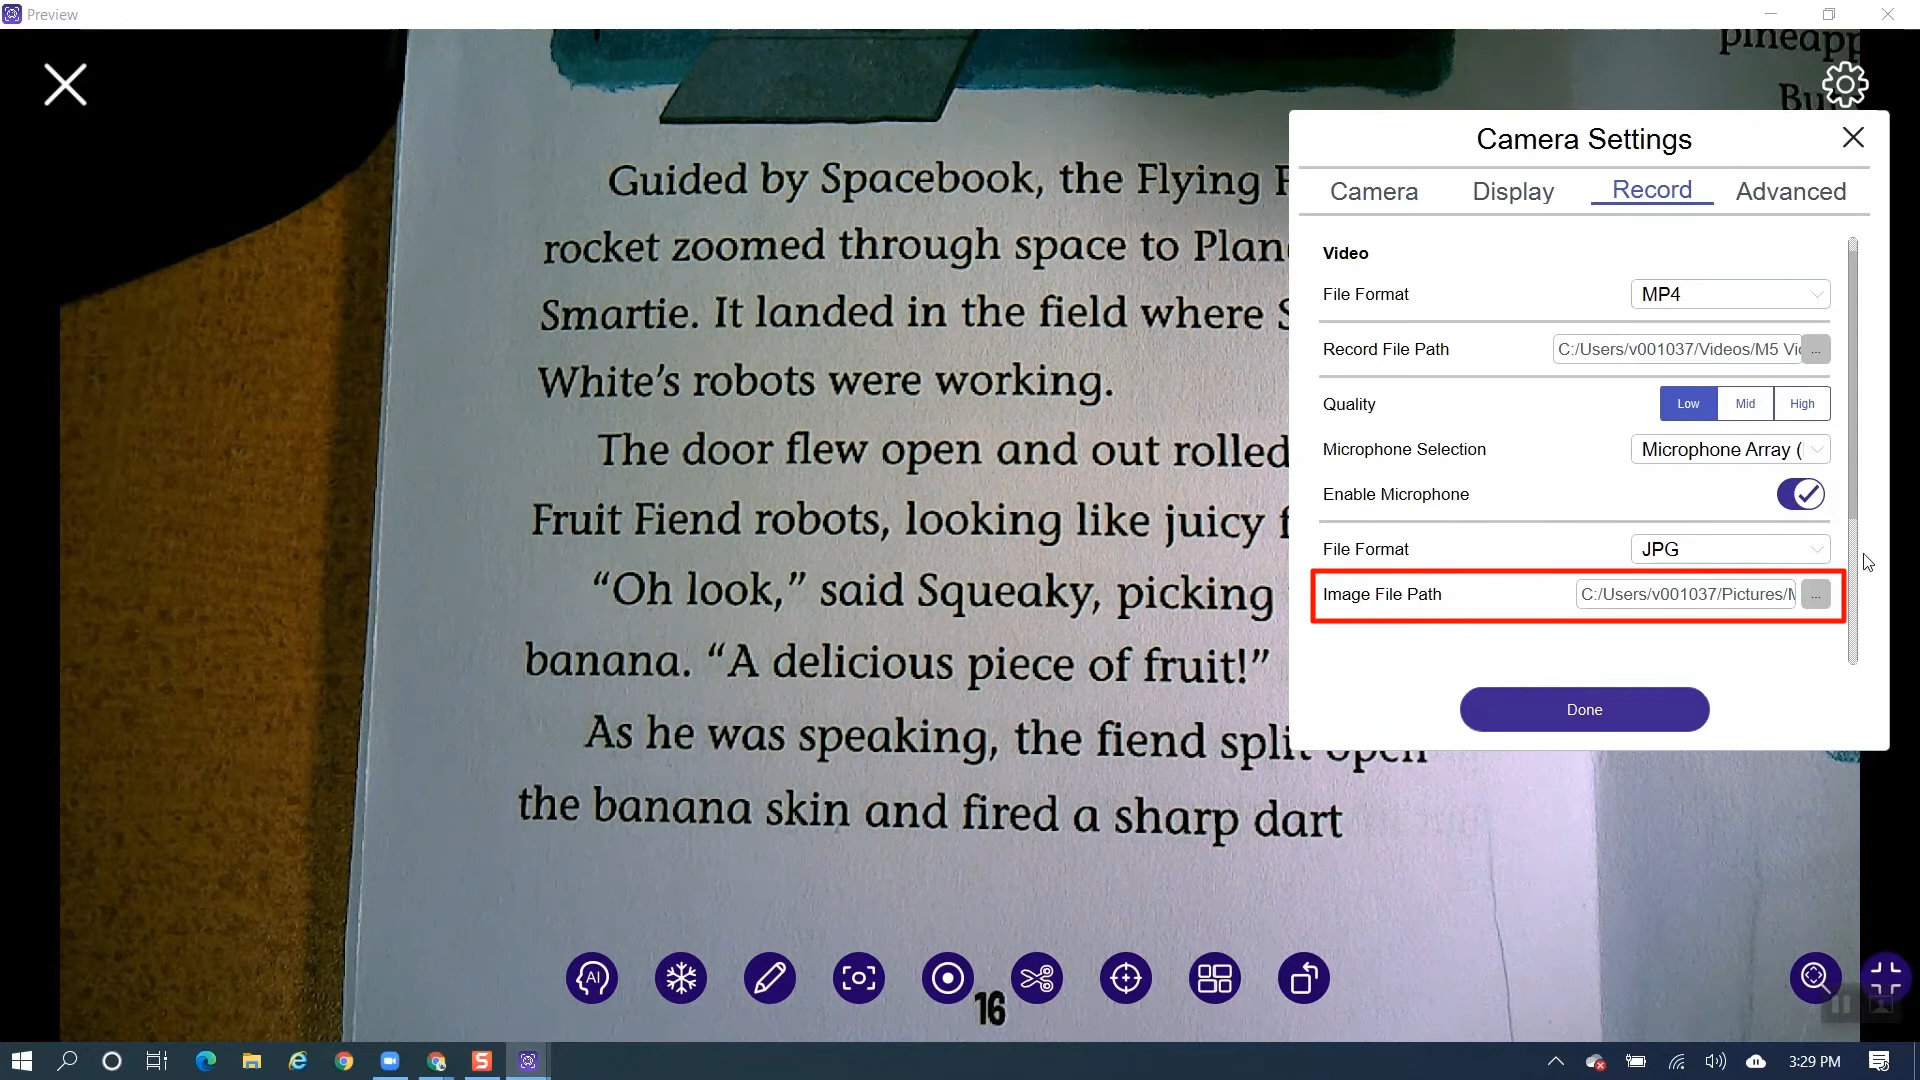 Preview
pineapp
Bu
Guided by Spacebook, the Flying F
rocket zoomed through space to Plan
Smartie. It landed in the field where S
White's robots were working.
The door flew open and out rolled
Fruit Fiend robots, looking like juicy f
“Oh look,” said Squeaky, picking
banana. “A delicious piece of fruit!”
As he was speaking, the fiend split open
the banana skin and fired a sharp dart
16
Camera Settings
Camera Display Record Advanced
Video
File Format MP4
Record File Path C:/Users/v001037/Videos/M5 Vi ...
Quality Low Mid High
Microphone Selection Microphone Array (
Enable Microphone
File Format JPG
Image File Path C:/Users/v001037/Pictures/M ...
Done
AI
3:29 PM